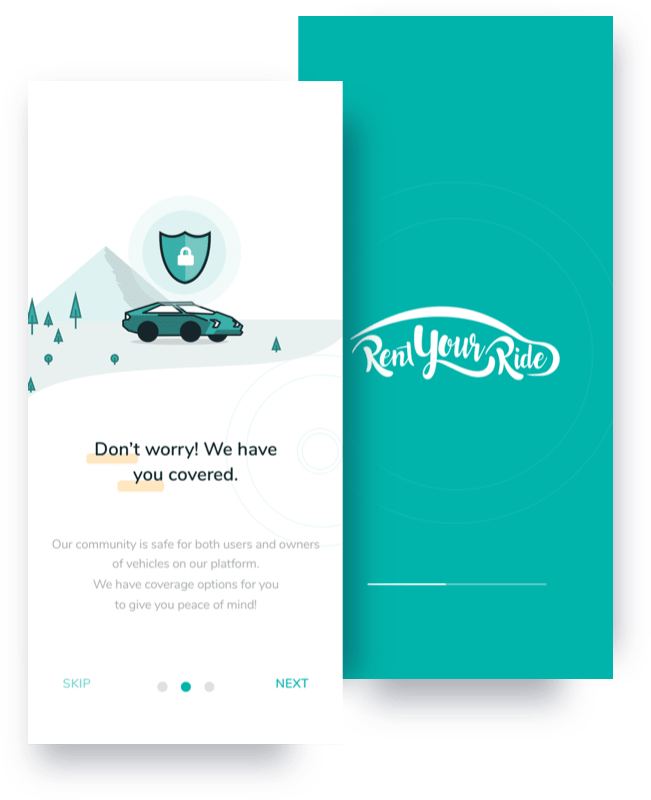 Rent Your Ride
Don't worry! We have
you covered.
Our community is safe for both users and owners
of vehicles on our platform.
We have coverage options for you
to give you peace of mind!
SKIP
NEXT